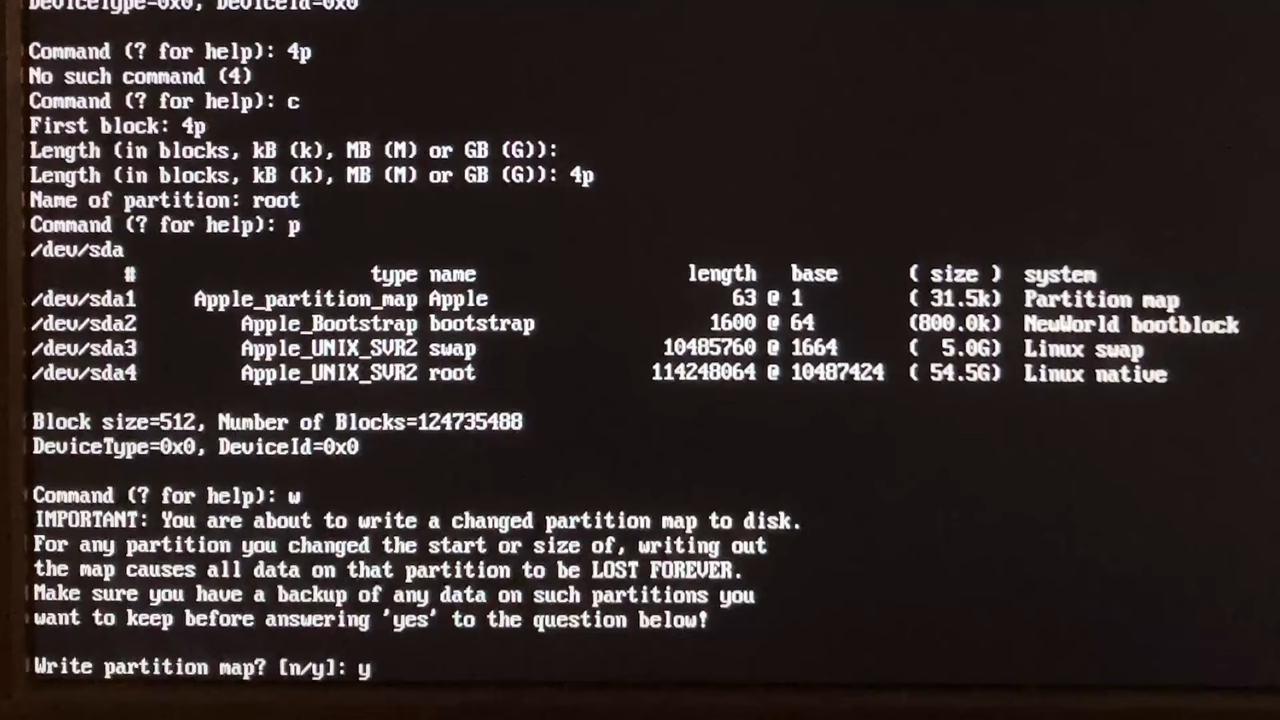 DeviceType=0x0, DeviceId=0x0
Command (? for help): 4p
No such command (4)
Command (? for help): c
First block: 4p
Length (in blocks, kB (k), MB (M) or GB (G)):
Length (in blocks, kB (k), MB (M) or GB (G)): 4p
Name of partition: root
Command (? for help): p
/dev/sda
# type name length base ( size ) system
/dev/sda1 Apple_partition_map Apple 63 @ 1 ( 31.5k) Partition map
/dev/sda2 Apple_Bootstrap bootstrap 1600 @ 64 (800.0k) NewWorld bootblock
/dev/sda3 Apple_UNIX_SVR2 swap 10485760 @ 1664 ( 5.0G) Linux swap
/dev/sda4 Apple_UNIX_SVR2 root 114248064 @ 10487424 ( 54.5G) Linux native
Block size=512, Number of Blocks=124735488
DeviceType=0x0, DeviceId=0x0
Command (? for help): w
IMPORTANT: You are about to write a changed partition map to disk.
For any partition you changed the start or size of, writing out
the map causes all data on that partition to be LOST FOREVER.
Make sure you have a backup of any data on such partitions you
want to keep before answering 'yes' to the question below!
Write partition map? [n/y]: y